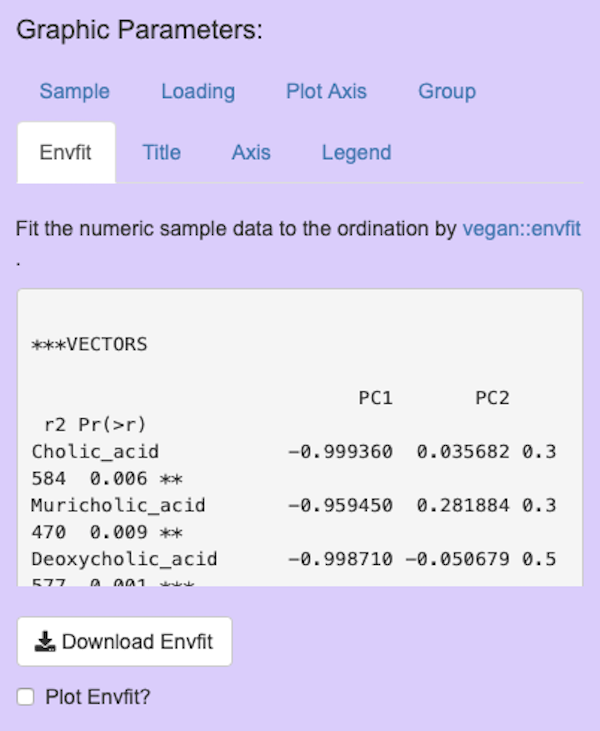 Graphic Parameters:
Sample Loading Plot Axis Group
Envfit Title Axis Legend
Fit the numeric sample data to the ordination by vegan::envfit
.
***VECTORS
PC1 PC2
r2 Pr(>r)
Cholic_acid -0.999360 0.035682 0.3
584 0.006 **
Muricholic_acid -0.959450 0.281884 0.3
470 0.009 **
Deoxycholic_acid -0.998710 -0.050679 0.5
577 0.001 ***
Download Envfit
Plot Envfit?